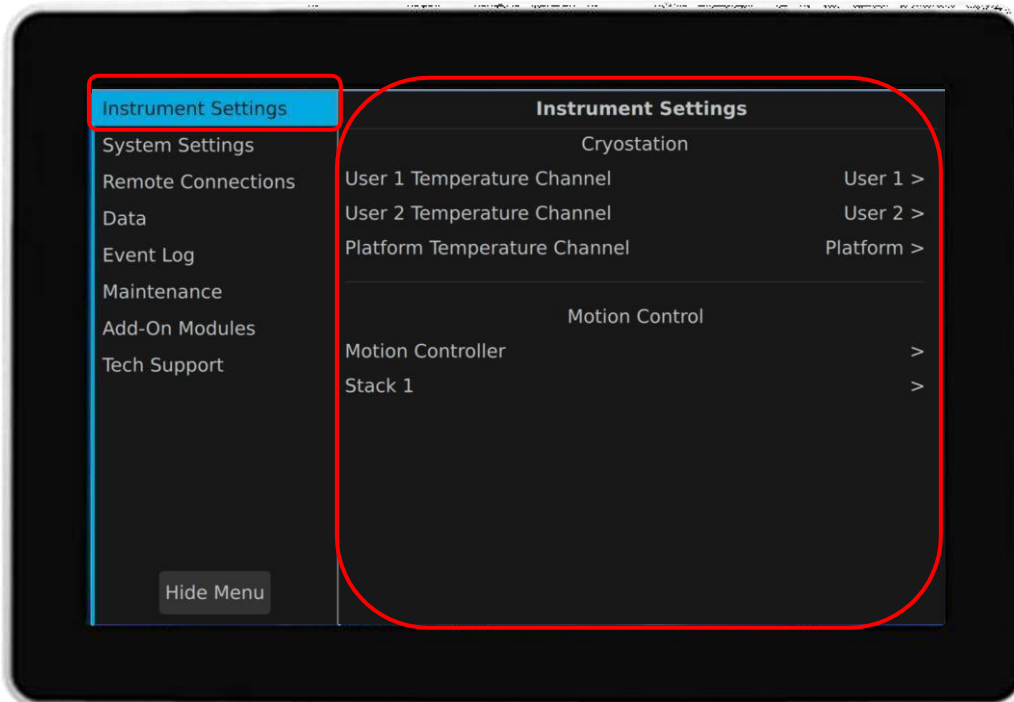 Instrument Settings
System Settings
Remote Connections
Data
Event Log
Maintenance
Add-On Modules
Tech Support
Hide Menu
Instrument Settings
Cryostation
User 1 Temperature Channel User 1 >
User 2 Temperature Channel User 2 >
Platform Temperature Channel Platform >
Motion Control
Motion Controller >
Stack 1 >